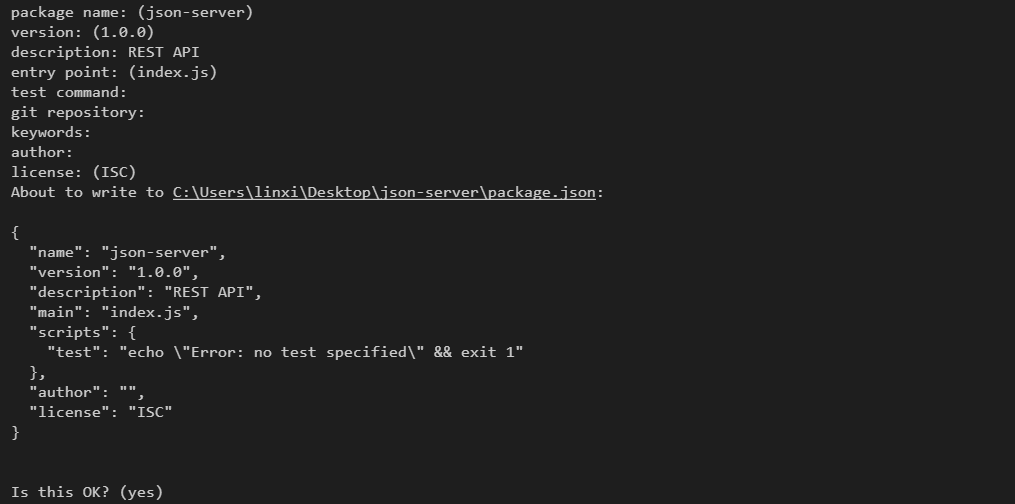 package name: (json-server)
version: (1.0.0)
description: REST API
entry point: (index.js)
test command:
git repository:
keywords:
author:
license: (ISC)
About to write to C:\Users\linxi\Desktop\json-server\package.json:

{
  "name": "json-server",
  "version": "1.0.0",
  "description": "REST API",
  "main": "index.js",
  "scripts": {
    "test": "echo \"Error: no test specified\" && exit 1"
  },
  "author": "",
  "license": "ISC"
}

Is this OK? (yes)